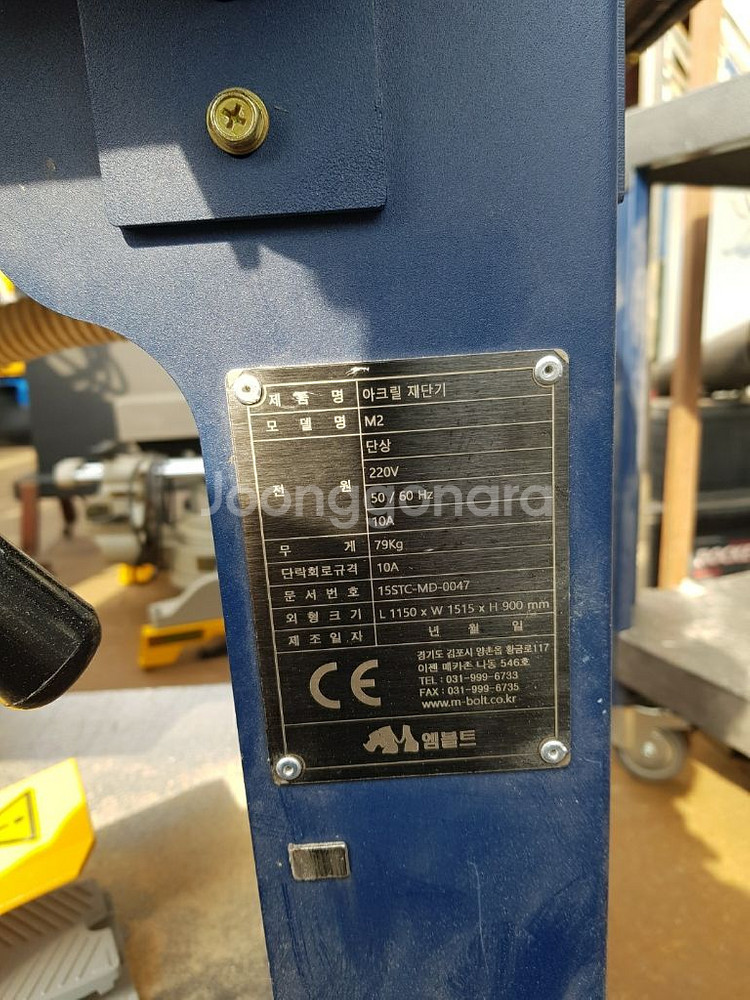 제품명 아크릴 재단기
모델명 M2
전원 단상
220V
50 / 60 Hz
10A
무게 79Kg
단락회로규격 10A
문서번호 15STC-MD-0047
외형크기 L 1150 x W 1515 x H 900 mm
제조일자 년 월 일
CE
경기도 김포시 양촌읍 황금로117
이젠 메카존 나동 546호
TEL : 031-999-6733
FAX : 031-999-6735
www.m-bolt.co.kr
엠블트
Joonggonara